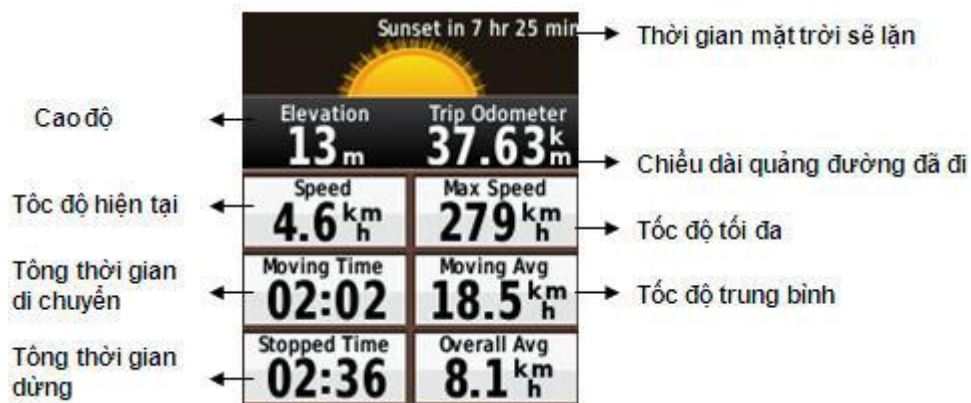 Sunset in 7 hr 25 min
Thời gian mặt trời sẽ lặn
Cao độ
Elevation
13 m
Trip Odometer
37.63 km
Chiều dài quảng đường đã đi
Tôc độ hiện tại
Speed
4.6 km/h
Max Speed
279 km/h
Tốc độ tối đa
Tông thời gian
di chuyển
Moving Time
02:02
Moving Avg
18.5 km/h
Tốc độ trung bình
Tông thời gian
dừng
Stopped Time
02:36
Overall Avg
8.1 km/h